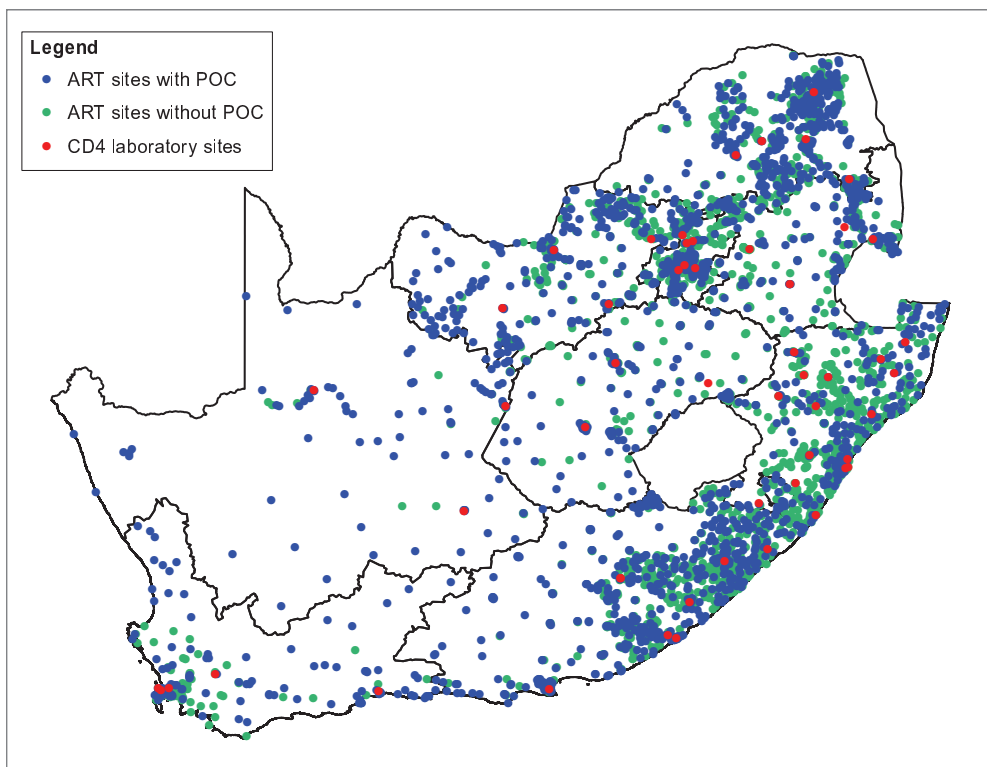 Legend
ART sites with POC
ART sites without POC
CD4 laboratory sites